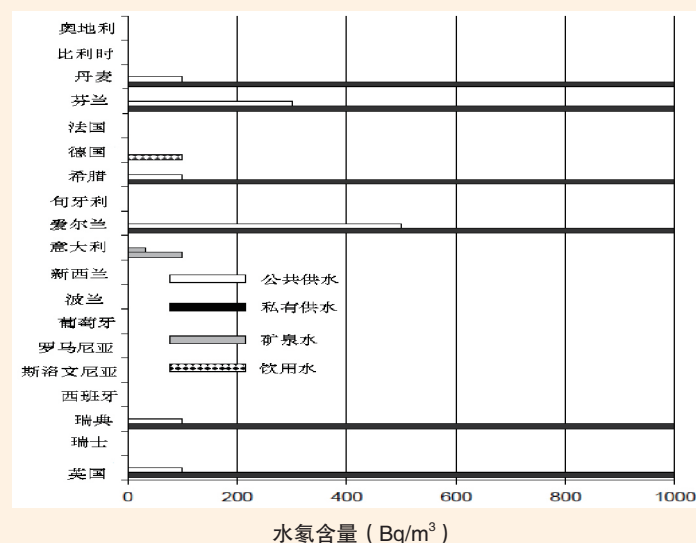 奥地利
比利时
丹麦
芬兰
法国
德国
希腊
匈牙利
爱尔兰
意大利
新西兰
波兰
葡萄牙
罗马尼亚
斯洛文尼亚
西班牙
瑞典
瑞士
英国
公共供水
私有供水
矿泉水
饮用水
0 200 400 600 800 1000
水氡含量（Bq/m³）